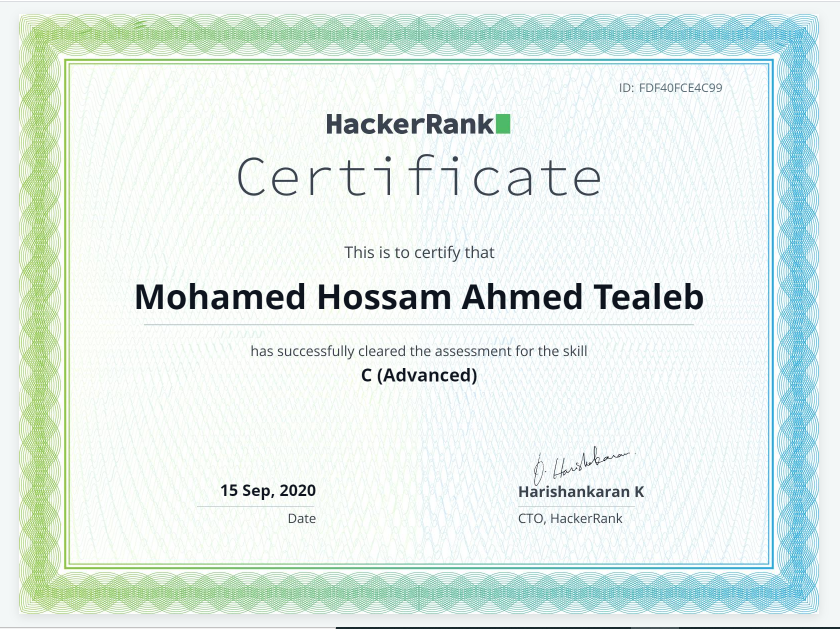 ID: FDF40FCE4C99
HackerRank
Certificate
This is to certify that
Mohamed Hossam Ahmed Tealeb
has successfully cleared the assessment for the skill
C (Advanced)
15 Sep, 2020
Harishankaran K
Date
CTO, HackerRank